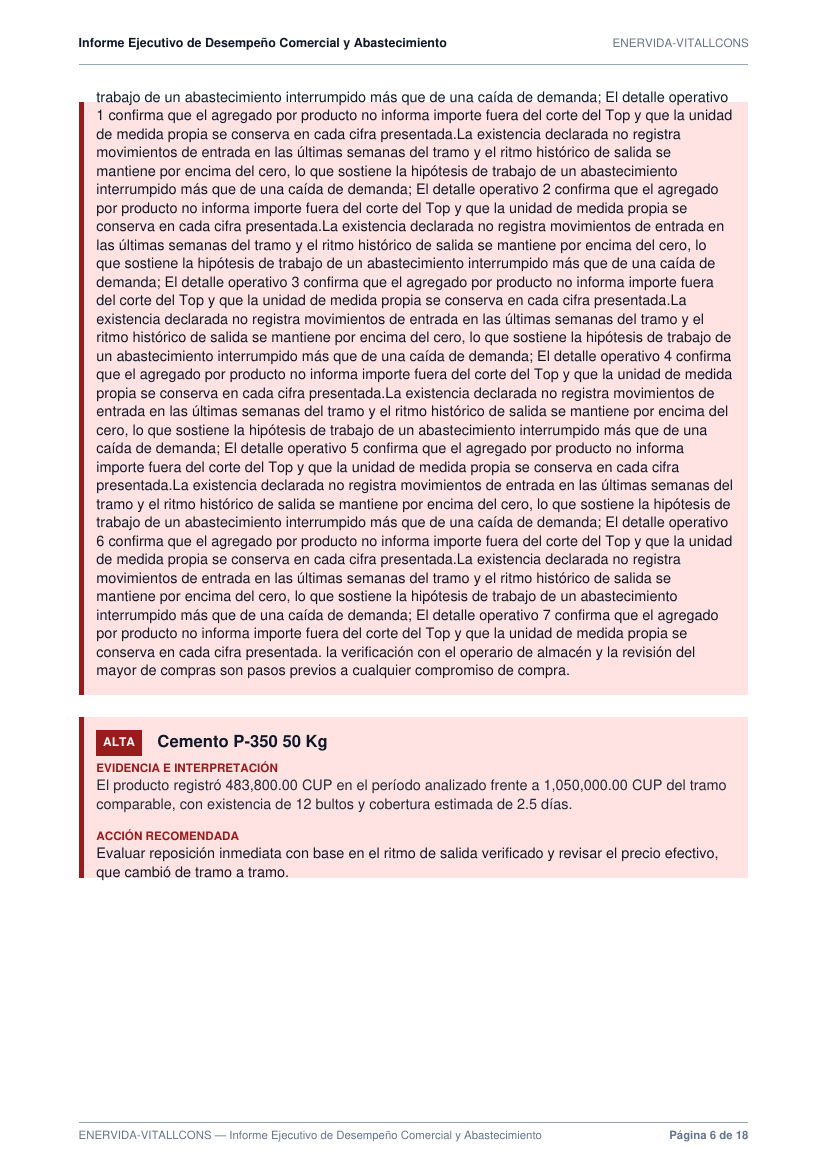 Informe Ejecutivo de Desempeño Comercial y Abastecimiento
ENERVIDA-VITALLCONS
trabajo de un abastecimiento interrumpido más que de una caída de demanda; El detalle operativo
1 confirma que el agregado por producto no informa importe fuera del corte del Top y que la unidad
de medida propia se conserva en cada cifra presentada.La existencia declarada no registra
movimientos de entrada en las últimas semanas del tramo y el ritmo histórico de salida se
mantiene por encima del cero, lo que sostiene la hipótesis de trabajo de un abastecimiento
interrumpido más que de una caída de demanda; El detalle operativo 2 confirma que el agregado
por producto no informa importe fuera del corte del Top y que la unidad de medida propia se
conserva en cada cifra presentada.La existencia declarada no registra movimientos de entrada en
las últimas semanas del tramo y el ritmo histórico de salida se mantiene por encima del cero, lo
que sostiene la hipótesis de trabajo de un abastecimiento interrumpido más que de una caída de
demanda; El detalle operativo 3 confirma que el agregado por producto no informa importe fuera
del corte del Top y que la unidad de medida propia se conserva en cada cifra presentada.La
existencia declarada no registra movimientos de entrada en las últimas semanas del tramo y el
ritmo histórico de salida se mantiene por encima del cero, lo que sostiene la hipótesis de trabajo de
un abastecimiento interrumpido más que de una caída de demanda; El detalle operativo 4 confirma
que el agregado por producto no informa importe fuera del corte del Top y que la unidad de medida
propia se conserva en cada cifra presentada.La existencia declarada no registra movimientos de
entrada en las últimas semanas del tramo y el ritmo histórico de salida se mantiene por encima del
cero, lo que sostiene la hipótesis de trabajo de un abastecimiento interrumpido más que de una
caída de demanda; El detalle operativo 5 confirma que el agregado por producto no informa
importe fuera del corte del Top y que la unidad de medida propia se conserva en cada cifra
presentada.La existencia declarada no registra movimientos de entrada en las últimas semanas del
tramo y el ritmo histórico de salida se mantiene por encima del cero, lo que sostiene la hipótesis de
trabajo de un abastecimiento interrumpido más que de una caída de demanda; El detalle operativo
6 confirma que el agregado por producto no informa importe fuera del corte del Top y que la unidad
de medida propia se conserva en cada cifra presentada.La existencia declarada no registra
movimientos de entrada en las últimas semanas del tramo y el ritmo histórico de salida se
mantiene por encima del cero, lo que sostiene la hipótesis de trabajo de un abastecimiento
interrumpido más que de una caída de demanda; El detalle operativo 7 confirma que el agregado
por producto no informa importe fuera del corte del Top y que la unidad de medida propia se
conserva en cada cifra presentada. la verificación con el operario de almacén y la revisión del
mayor de compras son pasos previos a cualquier compromiso de compra.
ALTA Cemento P-350 50 Kg
EVIDENCIA E INTERPRETACIÓN
El producto registró 483,800.00 CUP en el período analizado frente a 1,050,000.00 CUP del tramo
comparable, con existencia de 12 bultos y cobertura estimada de 2.5 días.
ACCIÓN RECOMENDADA
Evaluar reposición inmediata con base en el ritmo de salida verificado y revisar el precio efectivo,
que cambió de tramo a tramo.
ENERVIDA-VITALLCONS — Informe Ejecutivo de Desempeño Comercial y Abastecimiento
Página 6 de 18